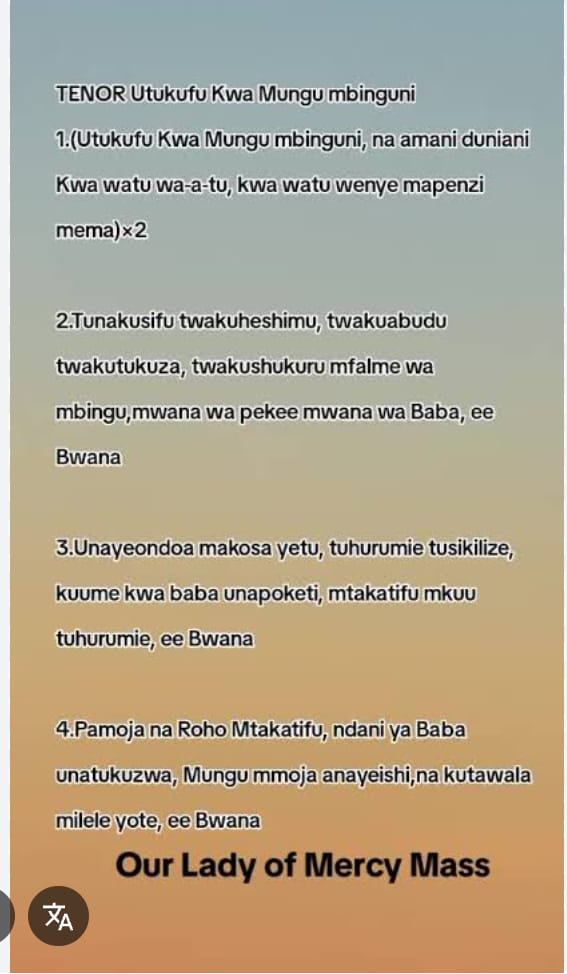 TENOR Utukufu Kwa Mungu mbinguni
1.(Utukufu Kwa Mungu mbinguni, na amani duniani
Kwa watu wa-a-tu, kwa watu wenye mapenzi
mema)×2
2.Tunakusifu twakuheshimu, twakuabudu
twakutukuza, twakushukuru mfalme wa
mbingu,mwana wa pekee mwana wa Baba, ee
Bwana
3.Unayeondoa makosa yetu, tuhurumie tusikilize,
kuume kwa baba unapoketi, mtakatifu mkuu
tuhurumie, ee Bwana
4.Pamoja na Roho Mtakatifu, ndani ya Baba
unatukuzwa, Mungu mmoja anayeishi,na kutawala
milele yote, ee Bwana
Our Lady of Mercy Mass